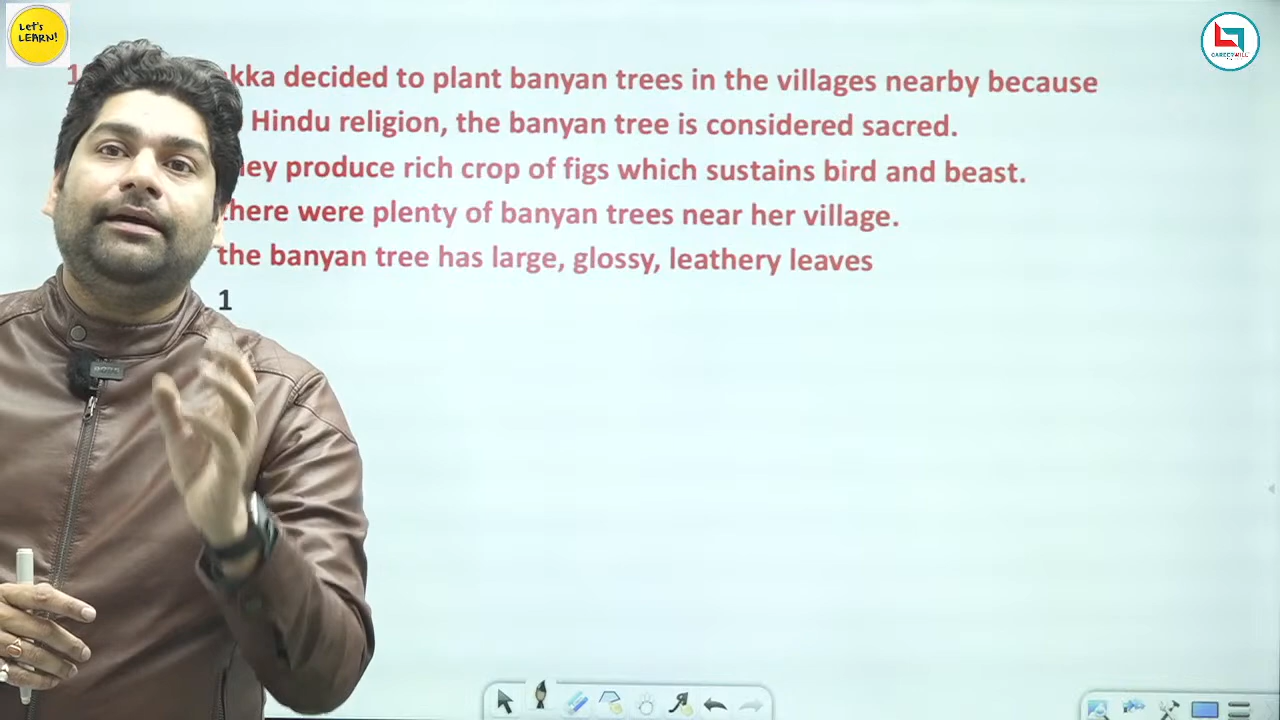 Let's
LEARN!
CAREERWILL
1
kka decided to plant banyan trees in the villages nearby because
Hindu religion, the banyan tree is considered sacred.
hey produce rich crop of figs which sustains bird and beast.
there were plenty of banyan trees near her village.
the banyan tree has large, glossy, leathery leaves
1